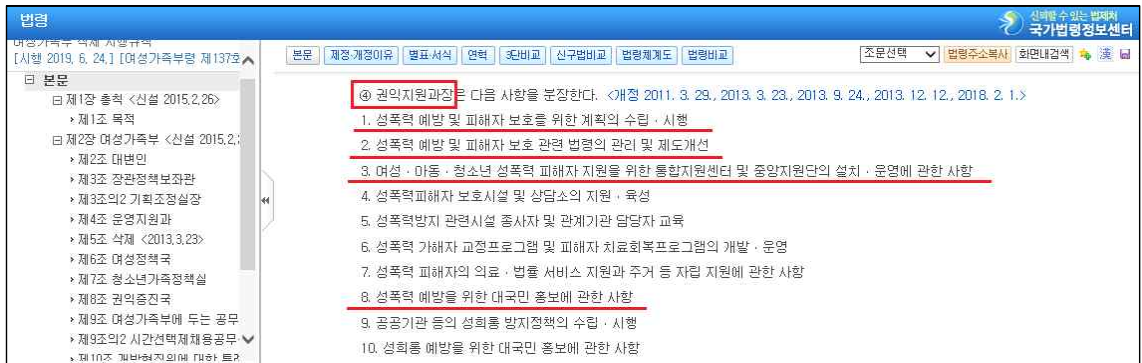 법령
신뢰할 수 있는 법제처
국가법령정보센터
[시행 2019. 6. 24.] [여성가족부령 제137호
본문
제1장 총칙 <신설 2015.2.26>
제1조 목적
제2장 여성가족부 <신설 2015.2.
제2조 대변인
제3조 장관정책보좌관
제3조의2 기획조정실장
제4조 운영지원과
제5조 삭제 <2013.3.23>
제6조 여성정책국
제7조 청소년가족정책실
제8조 권익증진국
제9조 여성가족부에 두는 공무
제9조의2 시간선택제채용공무
제10조 개방형직위에 대한 특례
본문 제정·개정이유 별표·서식 연혁 3단비교 신구법비교 법령체계도 법령비교 조문선택 법령주소복사 화면내검색 漢
④ 권익지원과장은 다음 사항을 분장한다. <개정 2011. 3. 29., 2013. 3. 23., 2013. 9. 24., 2013. 12. 12., 2018. 2. 1.>
1. 성폭력 예방 및 피해자 보호를 위한 계획의 수립·시행
2. 성폭력 예방 및 피해자 보호 관련 법령의 관리 및 제도개선
3. 여성·아동·청소년 성폭력 피해자 지원을 위한 통합지원센터 및 중앙지원단의 설치·운영에 관한 사항
4. 성폭력피해자 보호시설 및 상담소의 지원·육성
5. 성폭력방지 관련시설 종사자 및 관계기관 담당자 교육
6. 성폭력 가해자 교정프로그램 및 피해자 치료회복프로그램의 개발·운영
7. 성폭력 피해자의 의료·법률 서비스 지원과 주거 등 자립 지원에 관한 사항
8. 성폭력 예방을 위한 대국민 홍보에 관한 사항
9. 공공기관 등의 성희롱 방지정책의 수립·시행
10. 성희롱 예방을 위한 대국민 홍보에 관한 사항